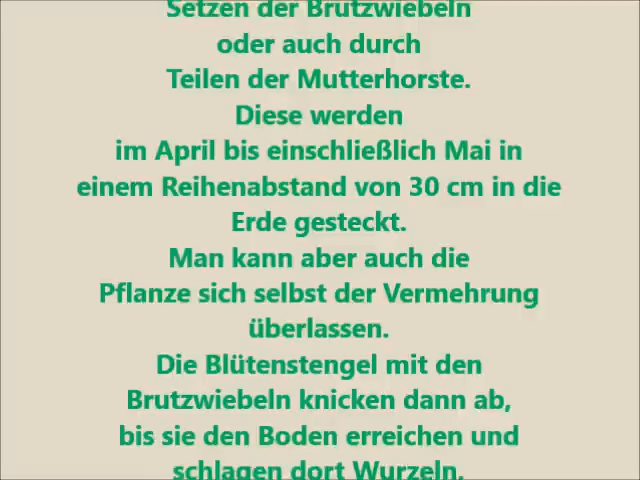 Setzen der Brutzwiebeln
oder auch durch
Teilen der Mutterhorste.
Diese werden
im April bis einschließlich Mai in
einem Reihenabstand von 30 cm in die
Erde gesteckt.
Man kann aber auch die
Pflanze sich selbst der Vermehrung
überlassen.
Die Blütenstengel mit den
Brutzwiebeln knicken dann ab,
bis sie den Boden erreichen und
schlagen dort Wurzeln,